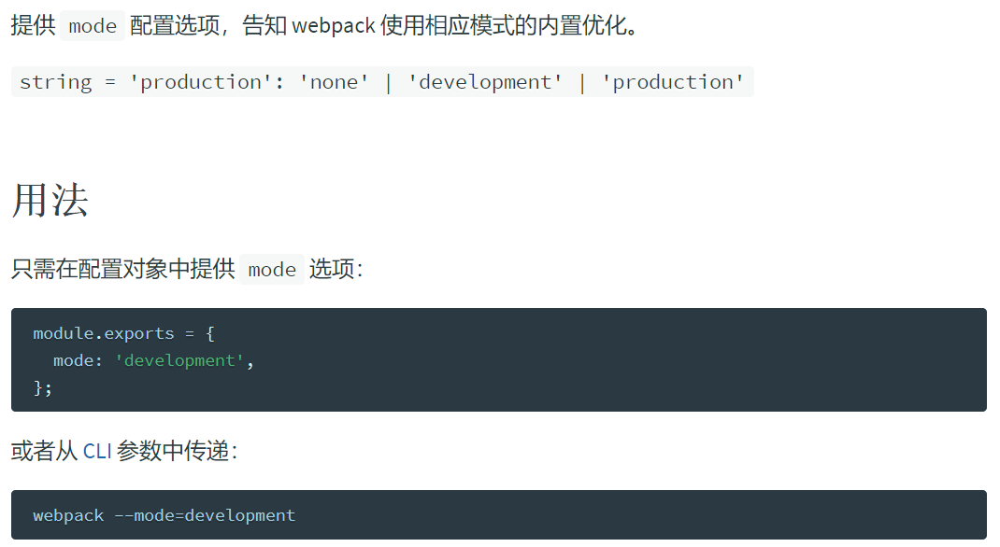 提供 mode 配置选项，告知 webpack 使用相应模式的内置优化。
string = 'production': 'none' | 'development' | 'production'
用法
只需在配置对象中提供 mode 选项：
module.exports = {
  mode: 'development',
};
或者从 CLI 参数中传递：
webpack --mode=development